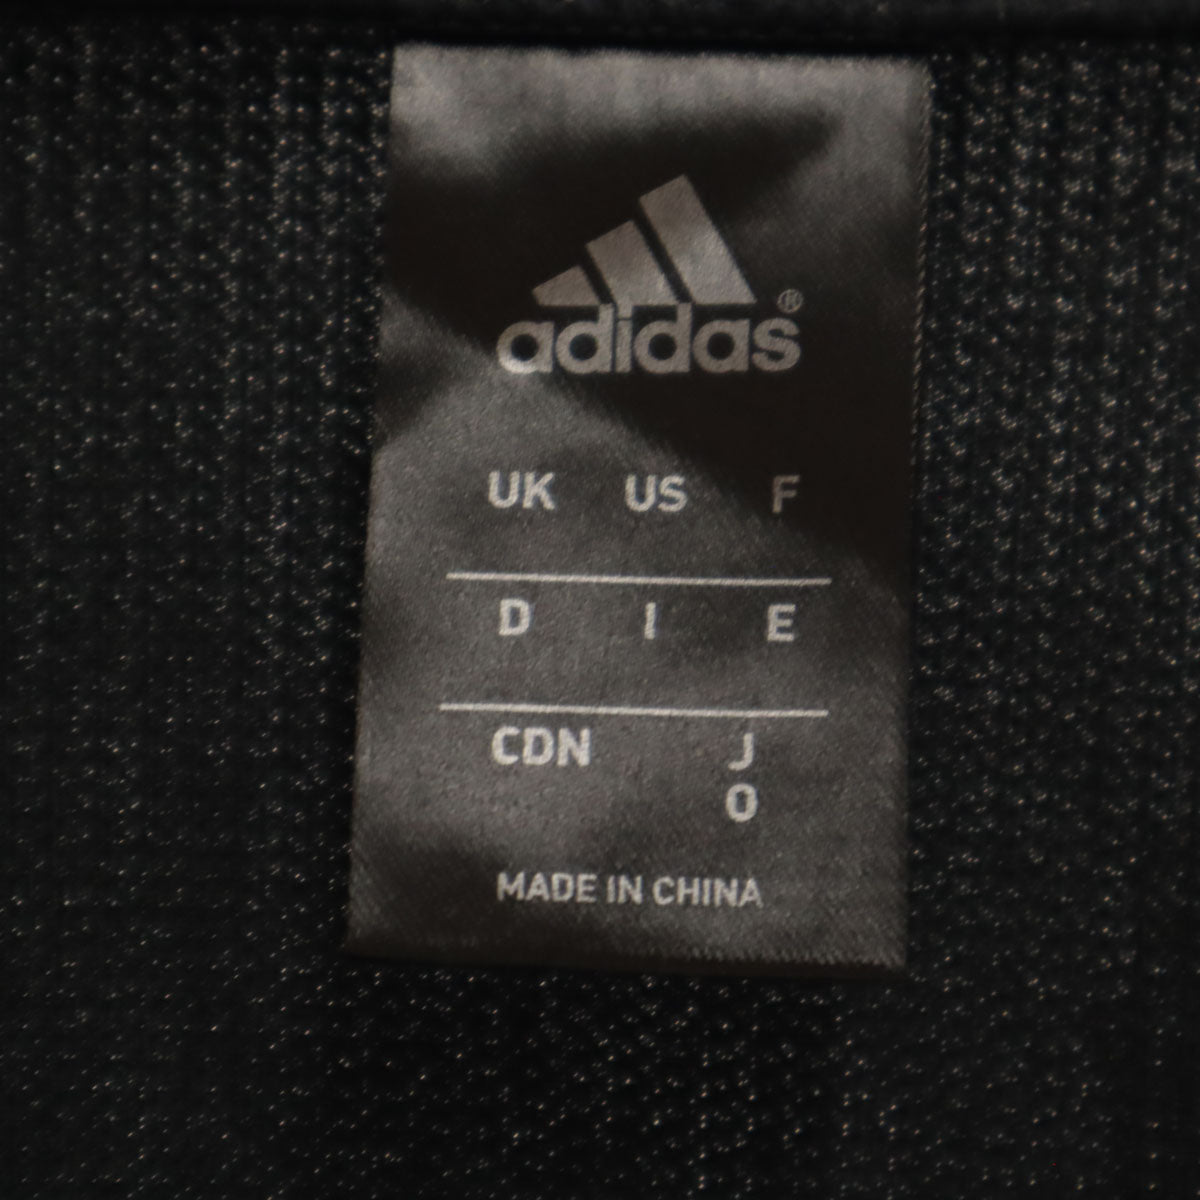 adidas®
UK US F
D I E
CDN J
O
MADE IN CHINA